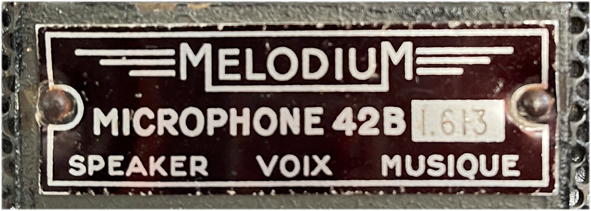 MELODIUM
MICROPHONE 42B 1.613
SPEAKER VOIX MUSIQUE